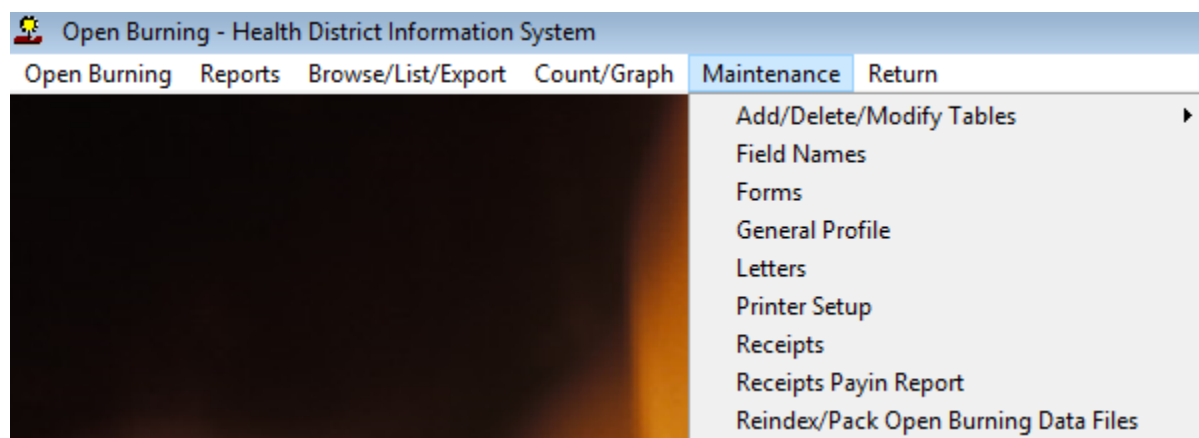 Open Burning - Health District Information System
Open Burning Reports Browse/List/Export Count/Graph Maintenance Return
Add/Delete/Modify Tables
Field Names
Forms
General Profile
Letters
Printer Setup
Receipts
Receipts Payin Report
Reindex/Pack Open Burning Data Files